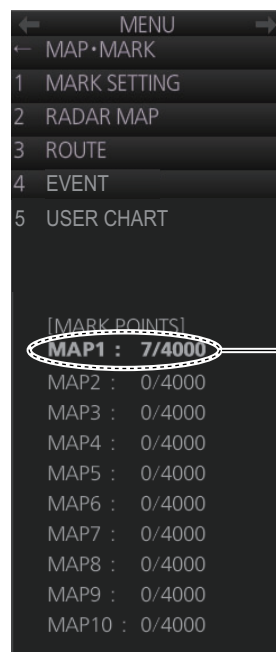 MENU
← MAP•MARK
1 MARK SETTING
2 RADAR MAP
3 ROUTE
4 EVENT
5 USER CHART
[MARK POINTS]
MAP1 : 7/4000
MAP2 : 0/4000
MAP3 : 0/4000
MAP4 : 0/4000
MAP5 : 0/4000
MAP6 : 0/4000
MAP7 : 0/4000
MAP8 : 0/4000
MAP9 : 0/4000
MAP10 : 0/4000